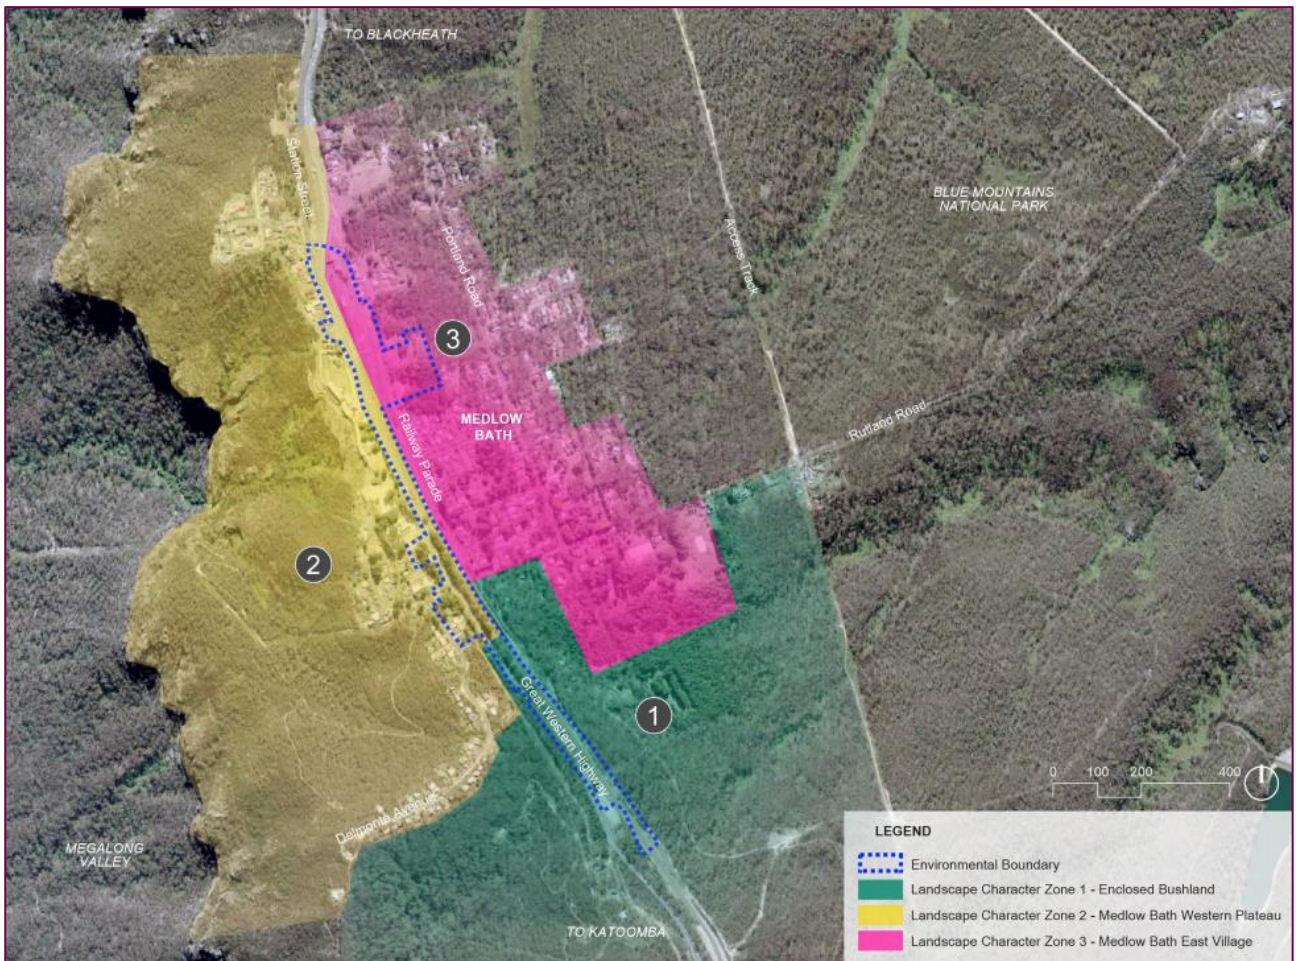 TO BLACKHEATH
Station Street
BLUE MOUNTAINS
NATIONAL PARK
Portland Road
Access Track
3
MEDLOW
BATH
Railway Parade
Rutland Road
2
1
Great Western Highway
0 100 200 400
Delmonte Avenue
MEGALONG
VALLEY
TO KATOOMBA
LEGEND
Environmental Boundary
Landscape Character Zone 1 - Enclosed Bushland
Landscape Character Zone 2 - Medlow Bath Western Plateau
Landscape Character Zone 3 - Medlow Bath East Village